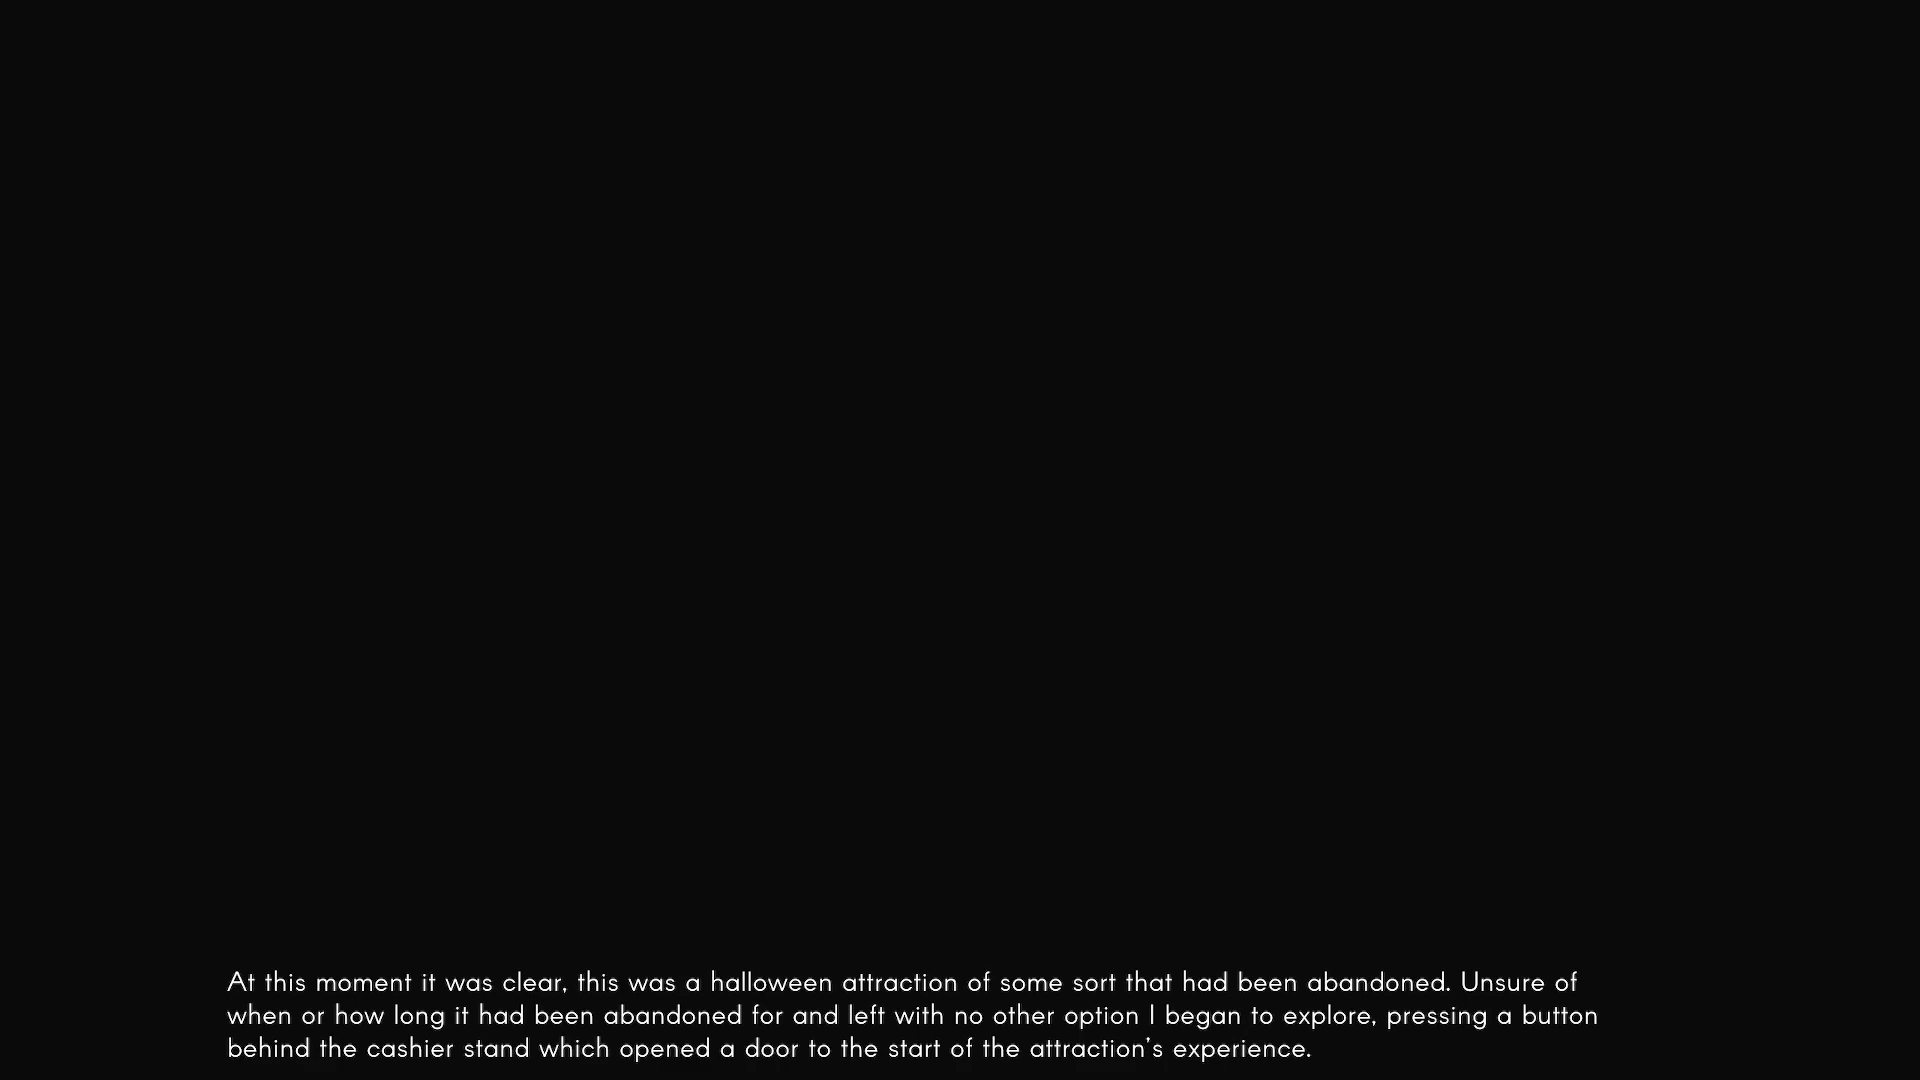 At this moment it was clear, this was a halloween attraction of some sort that had been abandoned. Unsure of
when or how long it had been abandoned for and left with no other option I began to explore, pressing a button
behind the cashier stand which opened a door to the start of the attraction's experience.